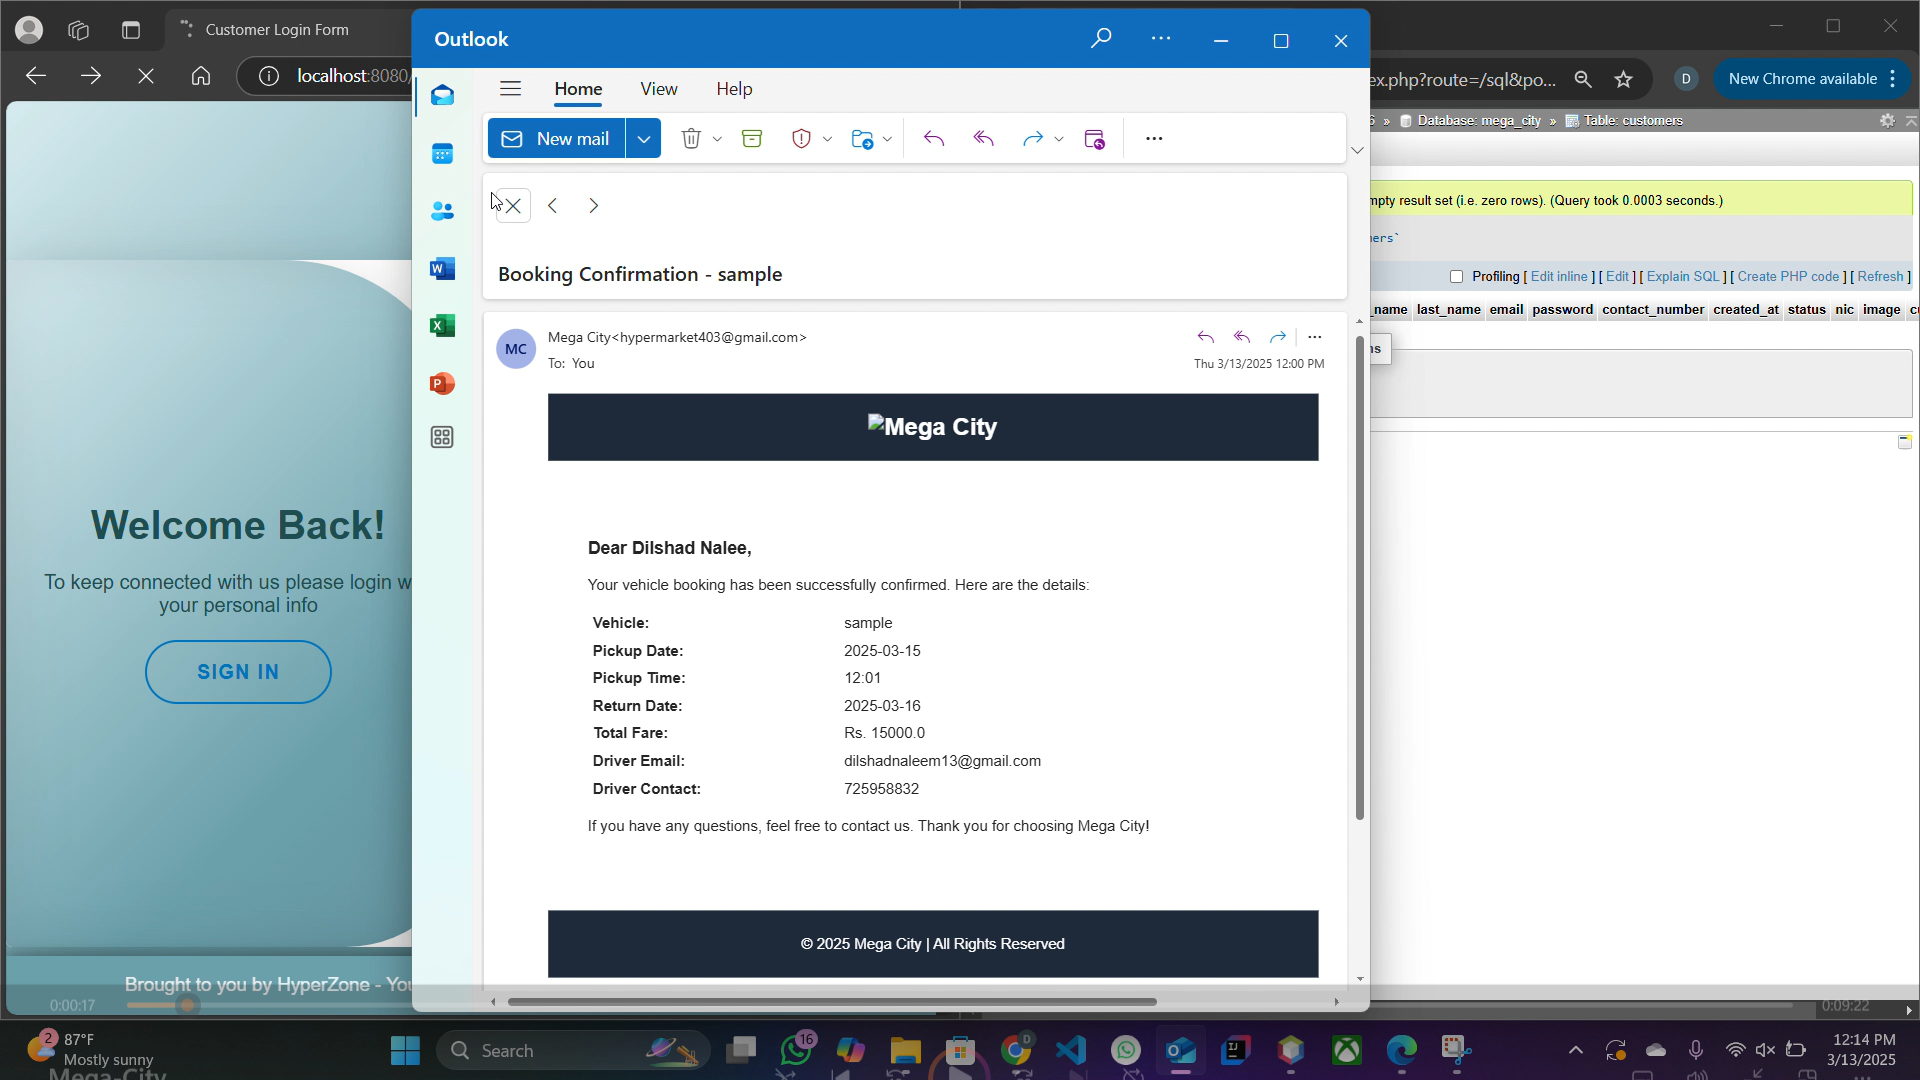 Customer Login Form
localhost:8080/
Welcome Back!
To keep connected with us please login w
your personal info
SIGN IN
Brought to you by HyperZone - You
0:00:17
Outlook
Home
View
Help
New mail
Booking Confirmation - sample
MC
Mega City<hypermarket403@gmail.com>
To: You
Thu 3/13/2025 12:00 PM
Mega City
Dear Dilshad Nalee,
Your vehicle booking has been successfully confirmed. Here are the details:
Vehicle: sample
Pickup Date: 2025-03-15
Pickup Time: 12:01
Return Date: 2025-03-16
Total Fare: Rs. 15000.0
Driver Email: dilshadnaleem13@gmail.com
Driver Contact: 725958832
If you have any questions, feel free to contact us. Thank you for choosing Mega City!
© 2025 Mega City | All Rights Reserved
ex.php?route=/sql&po...
D
New Chrome available
6 » Database: mega_city » Table: customers
mpty result set (i.e. zero rows). (Query took 0.0003 seconds.)
ers`
Profiling [ Edit inline ] [ Edit ] [ Explain SQL ] [ Create PHP code ] [ Refresh ]
_name last_name email password contact_number created_at status nic image
ns
0:09:22
2
87°F
Mostly sunny
Mega-City
Search
16
D
12:14 PM
3/13/2025